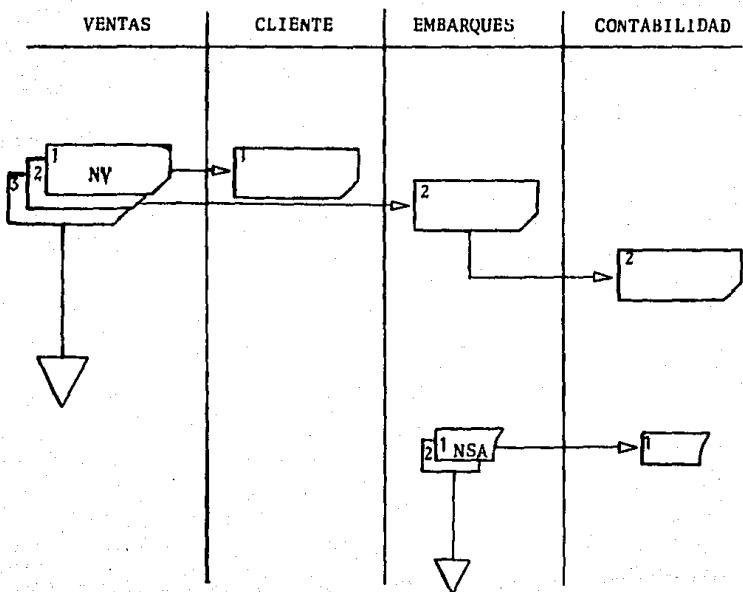 VENTAS CLIENTE EMBARQUES CONTABILIDAD
1 NV 1
2 2
3
2
1 NSA 1
2